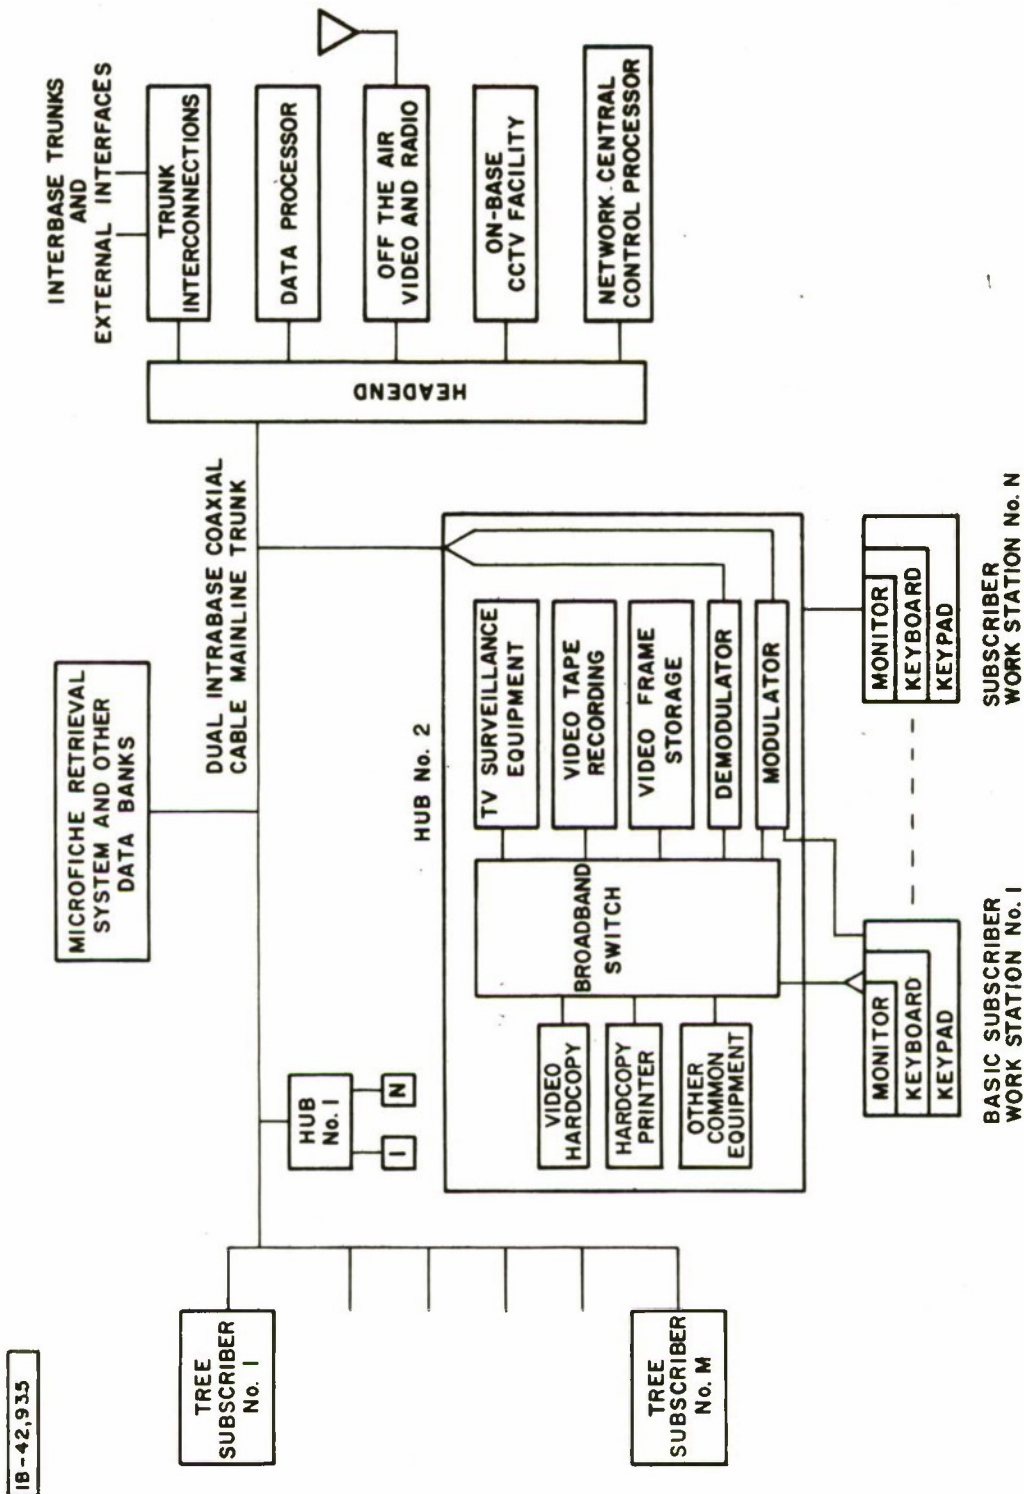 IB-42,935
TREE
SUBSCRIBER
No. 1
TREE
SUBSCRIBER
No. M
HUB
No. 1
1
N
MICROFICHE RETRIEVAL
SYSTEM AND OTHER
DATA BANKS
DUAL INTRABASE COAXIAL
CABLE MAINLINE TRUNK
HUB No. 2
VIDEO
HARDCOPY
HARDCOPY
PRINTER
OTHER
COMMON
EQUIPMENT
BROADBAND
SWITCH
TV SURVEILLANCE
EQUIPMENT
VIDEO TAPE
RECORDING
VIDEO FRAME
STORAGE
DEMODULATOR
MODULATOR
MONITOR
KEYBOARD
KEYPAD
BASIC SUBSCRIBER
WORK STATION No. 1
MONITOR
KEYBOARD
KEYPAD
SUBSCRIBER
WORK STATION No. N
HEADEND
INTERBASE TRUNKS
AND
EXTERNAL INTERFACES
TRUNK
INTERCONNECTIONS
DATA PROCESSOR
OFF THE AIR
VIDEO AND RADIO
ON-BASE
CCTV FACILITY
NETWORK CENTRAL
CONTROL PROCESSOR